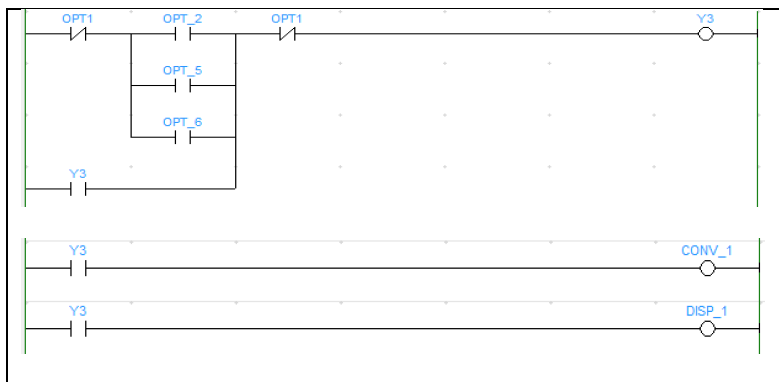 OPT1 OPT_2 OPT1 Y3
OPT_5
OPT_6
Y3
Y3 CONV_1
Y3 DISP_1